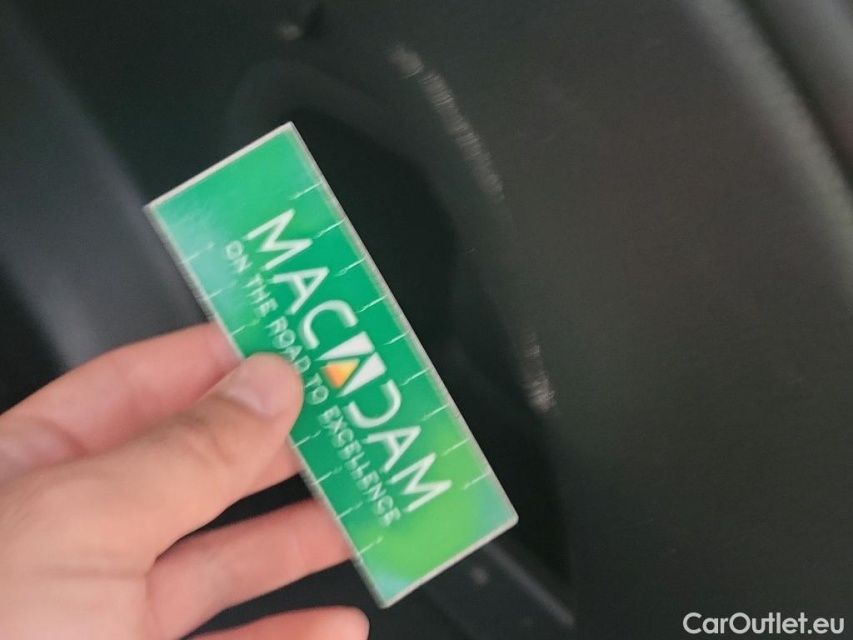 MACADAM
ON THE ROAD TO EXCELLENCE
CarOutlet.eu